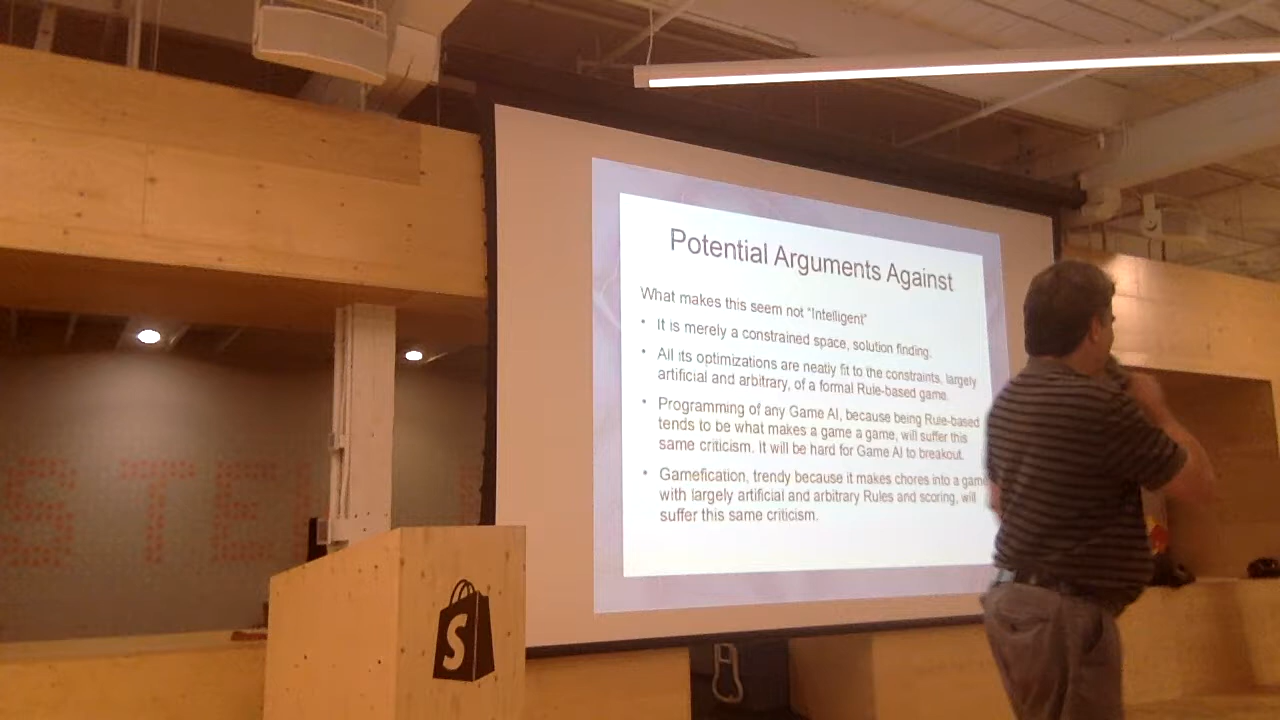 Potential Arguments Against
What makes this seem not "Intelligent"
• It is merely a constrained space, solution finding.
• All its optimizations are neatly fit to the constraints, largely
artificial and arbitrary, of a formal Rule-based game.
• Programming of any Game AI, because being Rule-based
tends to be what makes a game a game, will suffer this
same criticism. It will be hard for Game AI to breakout.
• Gamefication, trendy because it makes chores into a gam
with largely artificial and arbitrary Rules and scoring, will
suffer this same criticism.
STE
S